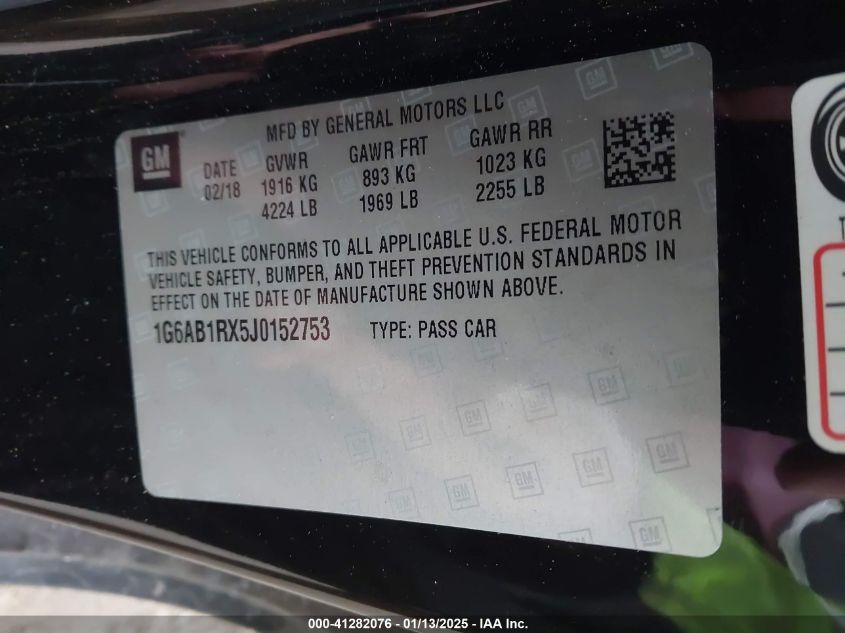 GM
MFD BY GENERAL MOTORS LLC
DATE GVWR GAWR FRT GAWR RR
02/18 1916 KG 893 KG 1023 KG
4224 LB 1969 LB 2255 LB
THIS VEHICLE CONFORMS TO ALL APPLICABLE U.S. FEDERAL MOTOR
VEHICLE SAFETY, BUMPER, AND THEFT PREVENTION STANDARDS IN
EFFECT ON THE DATE OF MANUFACTURE SHOWN ABOVE.
1G6AB1RX5J0152753 TYPE: PASS CAR
000-41282076 - 01/13/2025 - IAA Inc.